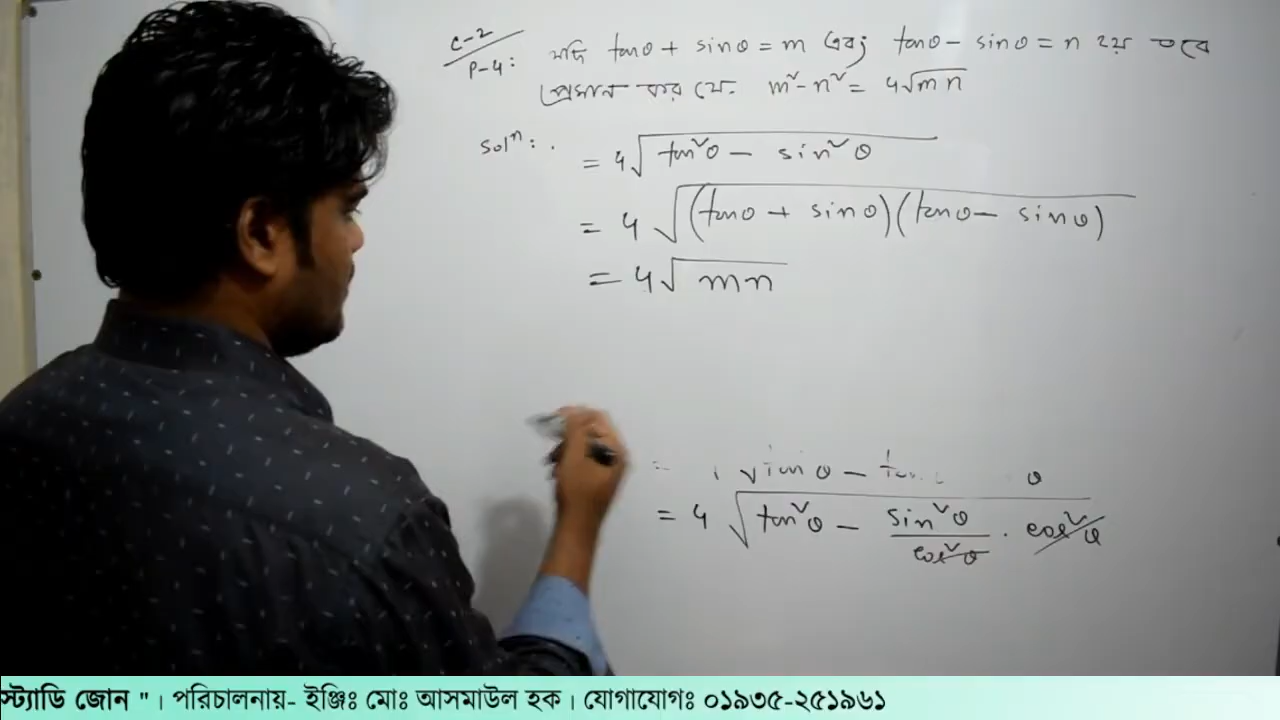 C-2
P-4: যদি tanθ + sinθ = m এবং tanθ - sinθ = n হয় তবে
প্রমাণ কর যে. m² - n² = 4√mn
Solⁿ: .
= 4√tan²θ - sin²θ
= 4√(tanθ + sinθ)(tanθ - sinθ)
= 4√mn
= √tanθ - θ
= 4√tan²θ - sin²θ/cos²θ . cos²θ
স্ট্যাডি জোন "। পরিচালনায়- ইঞ্জিঃ মোঃ আসমাউল হক। যোগাযোগঃ ০১৯৩৫-২৫১৯৬১